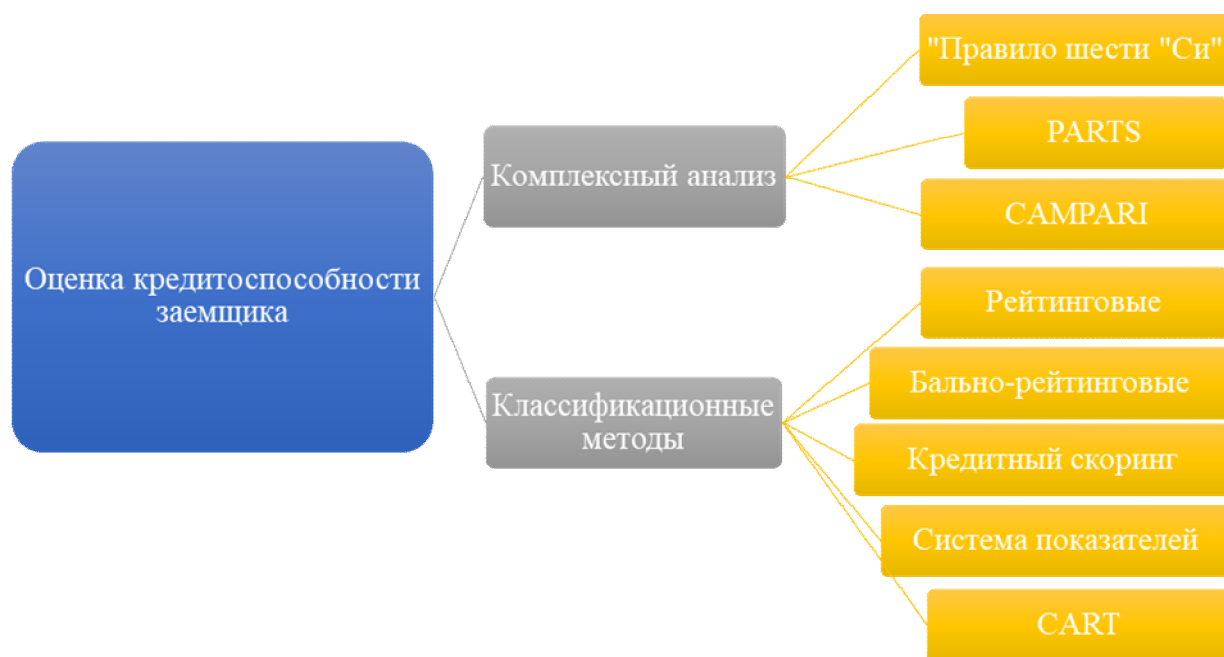 Оценка кредитоспособности
заемщика
Комплексный анализ
"Правило шести "Си"
PARTS
CAMPARI
Классификационные
методы
Рейтинговые
Бально-рейтинговые
Кредитный скоринг
Система показателей
CART